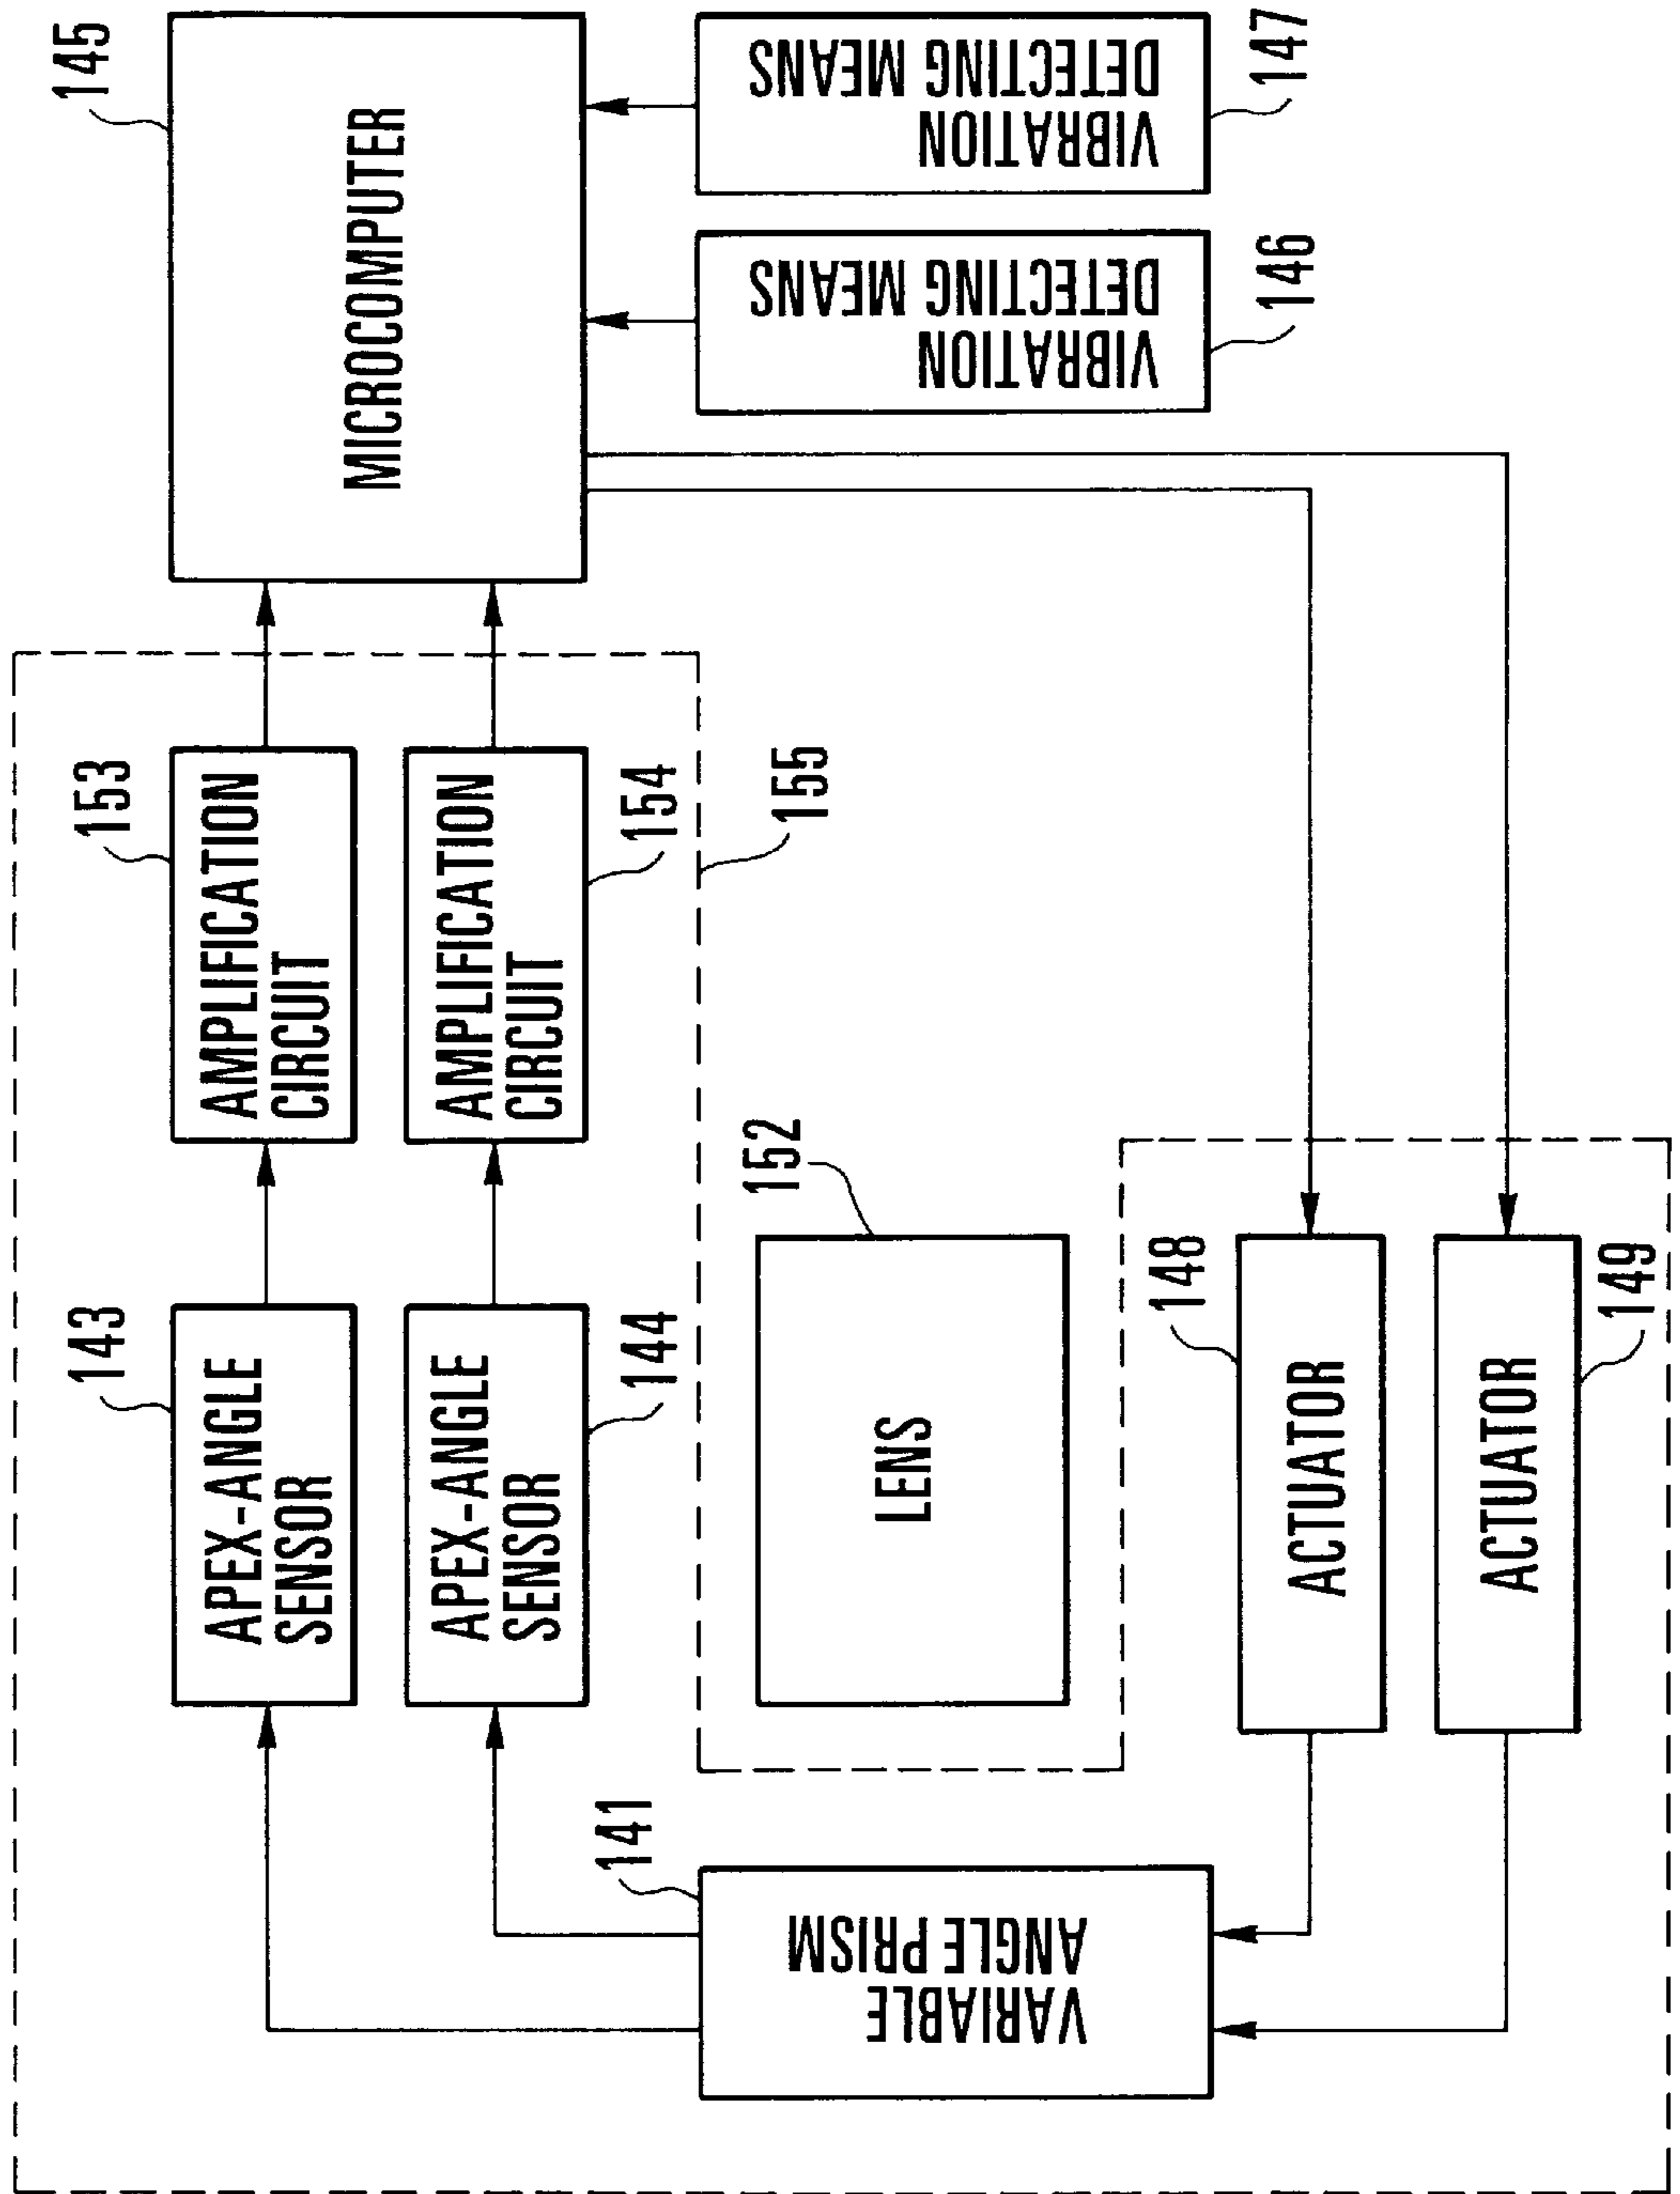 143
APEX-ANGLE
SENSOR
153
AMPLIFICATION
CIRCUIT
145
MICROCOMPUTER
144
APEX-ANGLE
SENSOR
154
AMPLIFICATION
CIRCUIT
155
141
VARIABLE
ANGLE PRISM
152
LENS
146
VIBRATION
DETECTING MEANS
147
VIBRATION
DETECTING MEANS
148
ACTUATOR
149
ACTUATOR